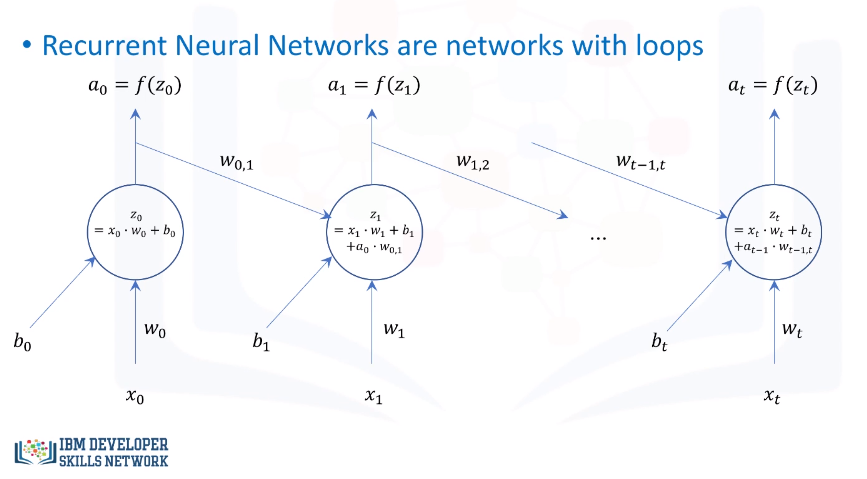 • Recurrent Neural Networks are networks with loops
a₀ = f(z₀)
a₁ = f(z₁)
aₜ = f(zₜ)
w₀,₁
w₁,₂
wₜ₋₁,ₜ
z₀
= x₀ · w₀ + b₀
z₁
= x₁ · w₁ + b₁
+a₀ · w₀,₁
...
zₜ
= xₜ · wₜ + bₜ
+aₜ₋₁ · wₜ₋₁,ₜ
b₀
w₀
b₁
w₁
bₜ
wₜ
x₀
x₁
xₜ
IBM DEVELOPER
SKILLS NETWORK